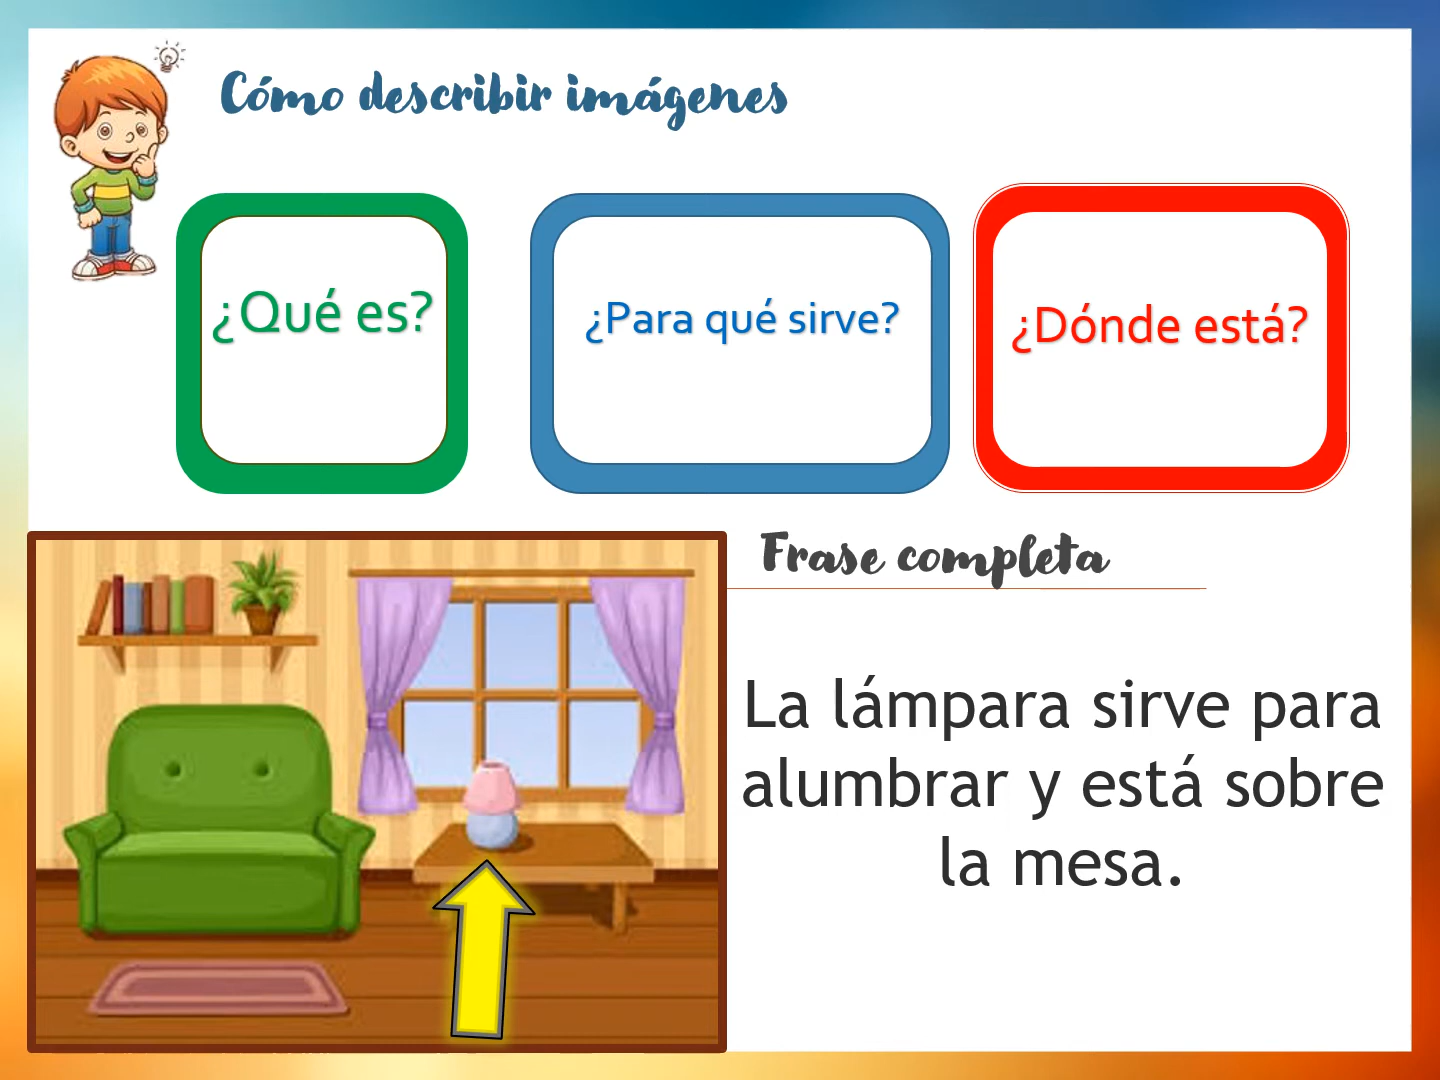 Cómo describir imágenes
¿Qué es?
¿Para qué sirve?
¿Dónde está?
Frase completa
La lámpara sirve para
alumbrar y está sobre
la mesa.